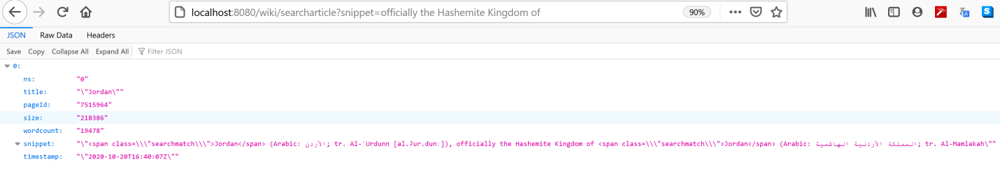 localhost:8080/wiki/searcharticle?snippet=officially the Hashemite Kingdom of 90%
JSON Raw Data Headers
Save Copy Collapse All Expand All Filter JSON
0:
ns: "0"
title: "\"Jordan\""
pageId: "7515964"
size: "218386"
wordcount: "19478"
snippet: "\"<span class=\\\"searchmatch\\\">Jordan</span> (Arabic: الأردن; tr. Al-ʾUrdunn [al.ʔur.dunː]), officially the Hashemite Kingdom of <span class=\\\"searchmatch\\\">Jordan</span> (Arabic: المملكة الأردنية الهاشمية; tr. Al-Mamlakah\""
timestamp: "\"2020-10-20T16:40:07Z\""